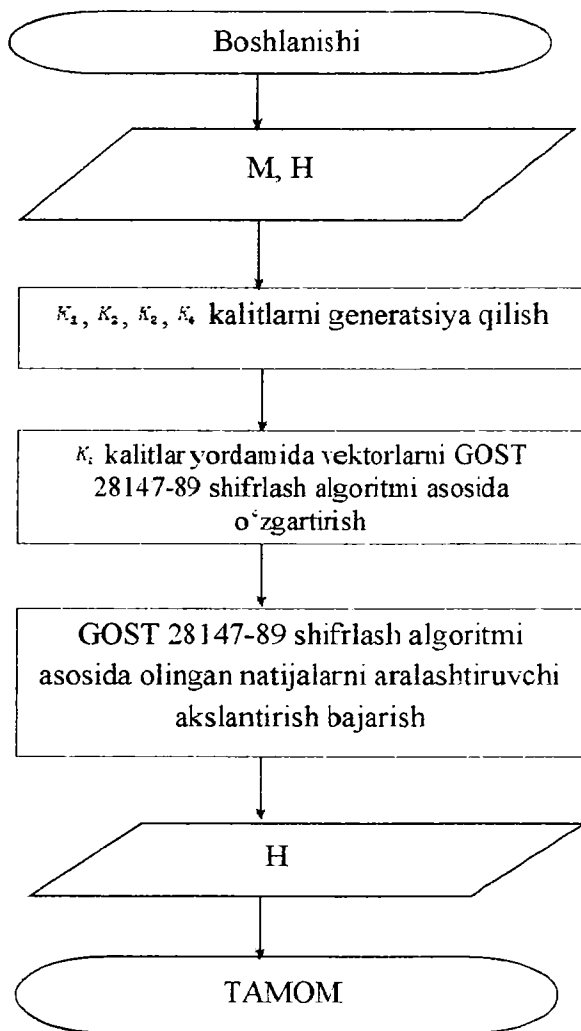 Boshlanishi
M, H
K₁, K₂, K₂, K₄ kalitlarni generatsiya qilish
Kᵢ kalitlar yordamida vektorlarni GOST
28147-89 shifrlash algoritmi asosida
o‘zgartirish
GOST 28147-89 shifrlash algoritmi
asosida olingan natijalarni aralashtiruvchi
akslantirish bajarish
H
TAMOM